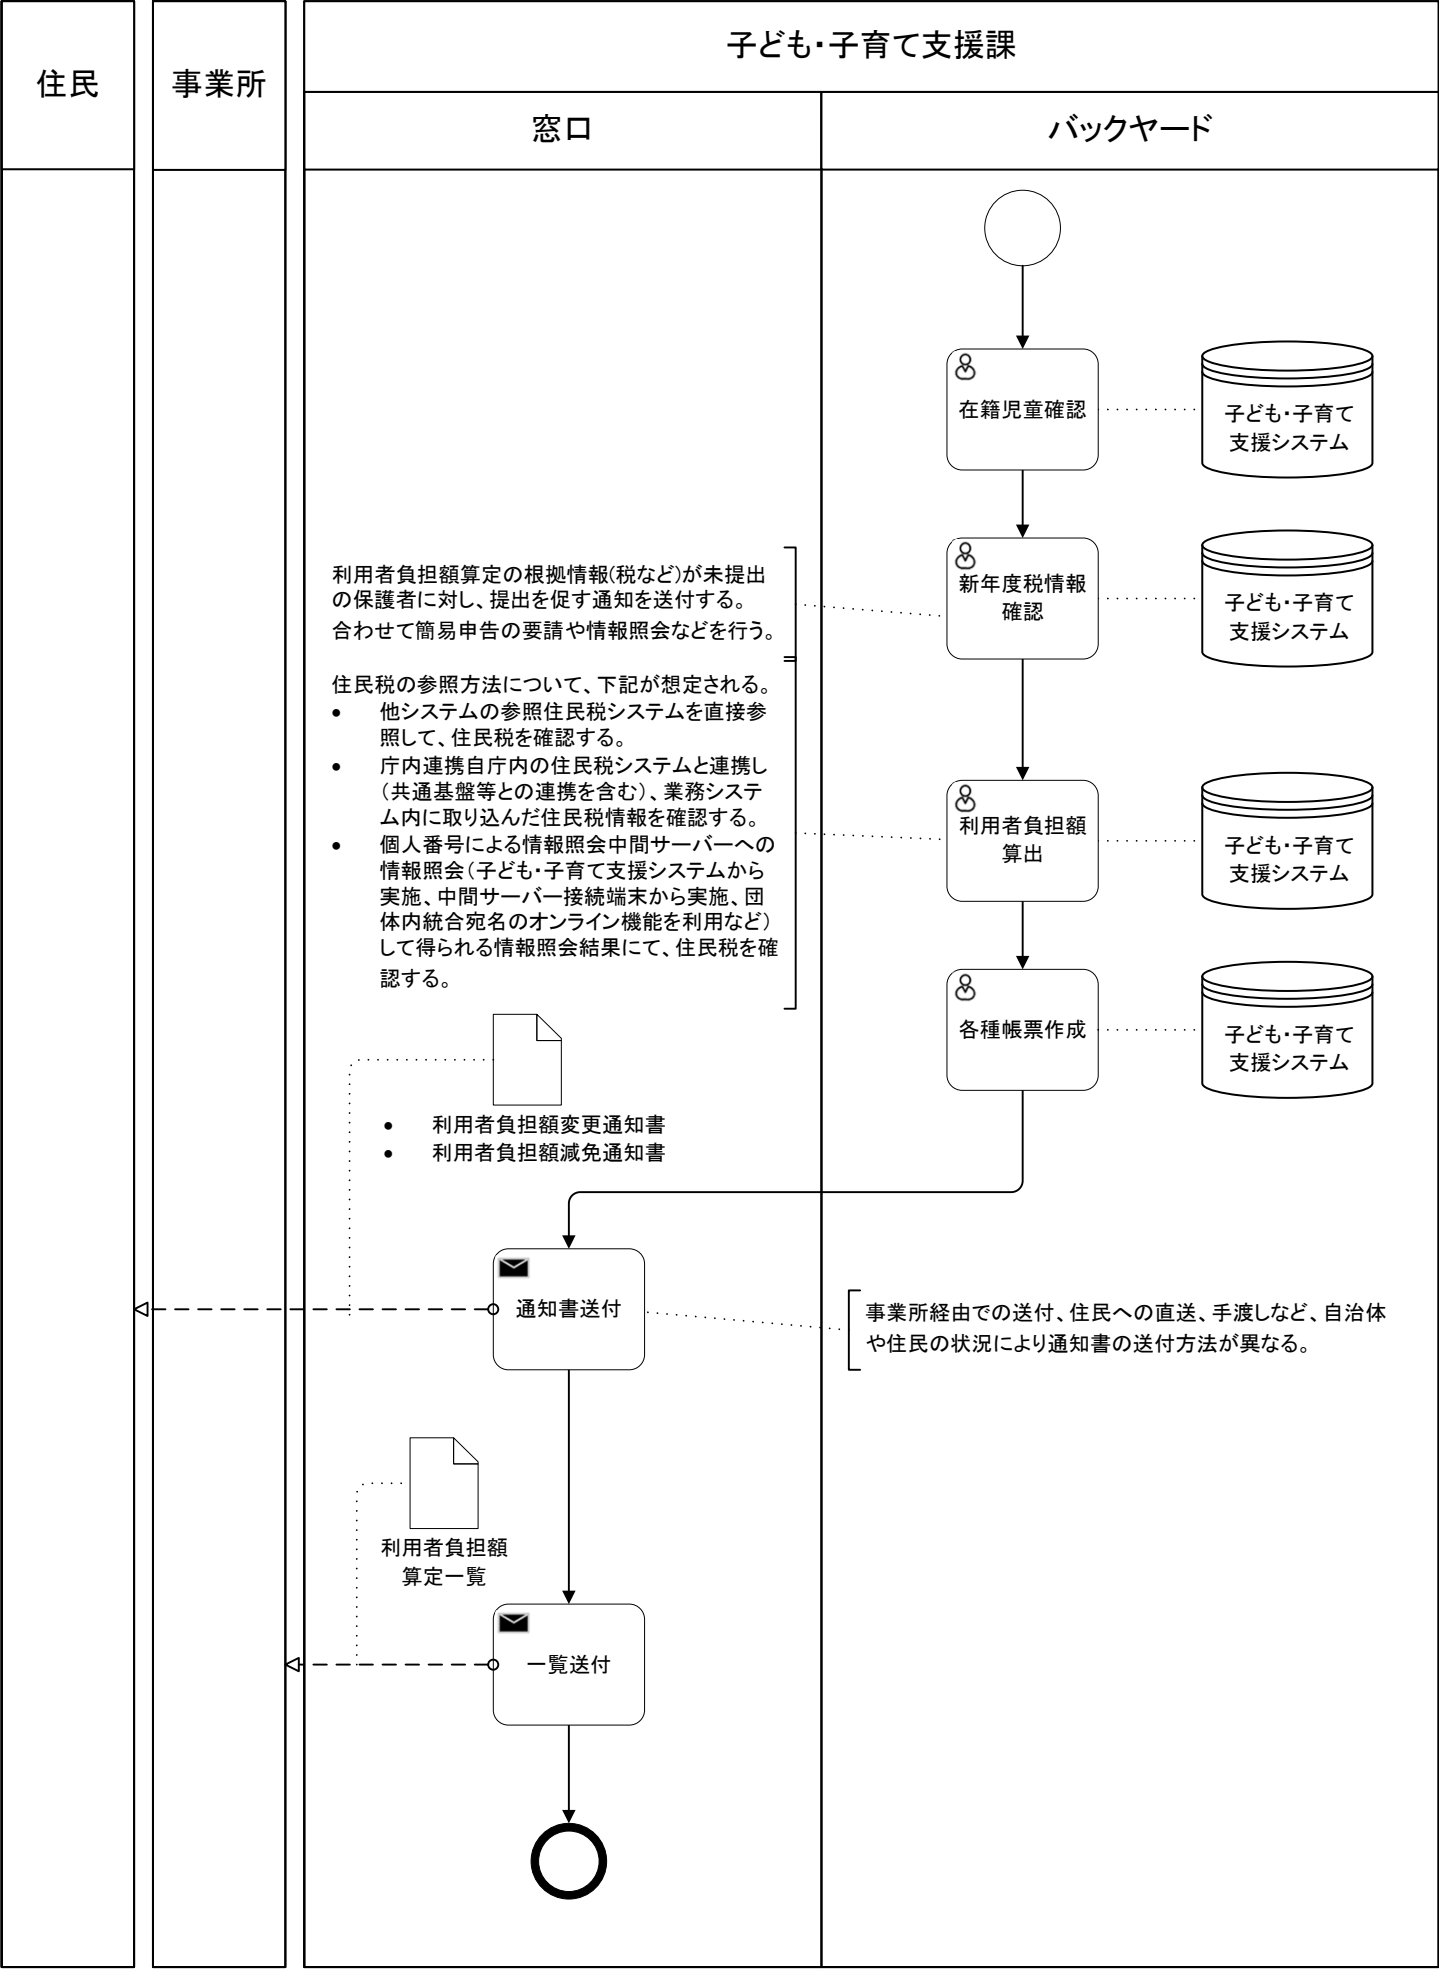 住民
事業所
子ども・子育て支援課
窓口
バックヤード
在籍児童確認
子ども・子育て
支援システム
利用者負担額算定の根拠情報(税など)が未提出
の保護者に対し、提出を促す通知を送付する。
合わせて簡易申告の要請や情報照会などを行う。
新年度税情報
確認
子ども・子育て
支援システム
住民税の参照方法について、下記が想定される。
• 他システムの参照住民税システムを直接参
照して、住民税を確認する。
• 庁内連携自庁内の住民税システムと連携し
（共通基盤等との連携を含む）、業務システ
ム内に取り込んだ住民税情報を確認する。
• 個人番号による情報照会中間サーバーへの
情報照会（子ども・子育て支援システムから
実施、中間サーバー接続端末から実施、団
体内統合宛名のオンライン機能を利用など）
して得られる情報照会結果にて、住民税を確
認する。
利用者負担額
算出
子ども・子育て
支援システム
各種帳票作成
子ども・子育て
支援システム
• 利用者負担額変更通知書
• 利用者負担額減免通知書
通知書送付
事業所経由での送付、住民への直送、手渡しなど、自治体
や住民の状況により通知書の送付方法が異なる。
利用者負担額
算定一覧
一覧送付